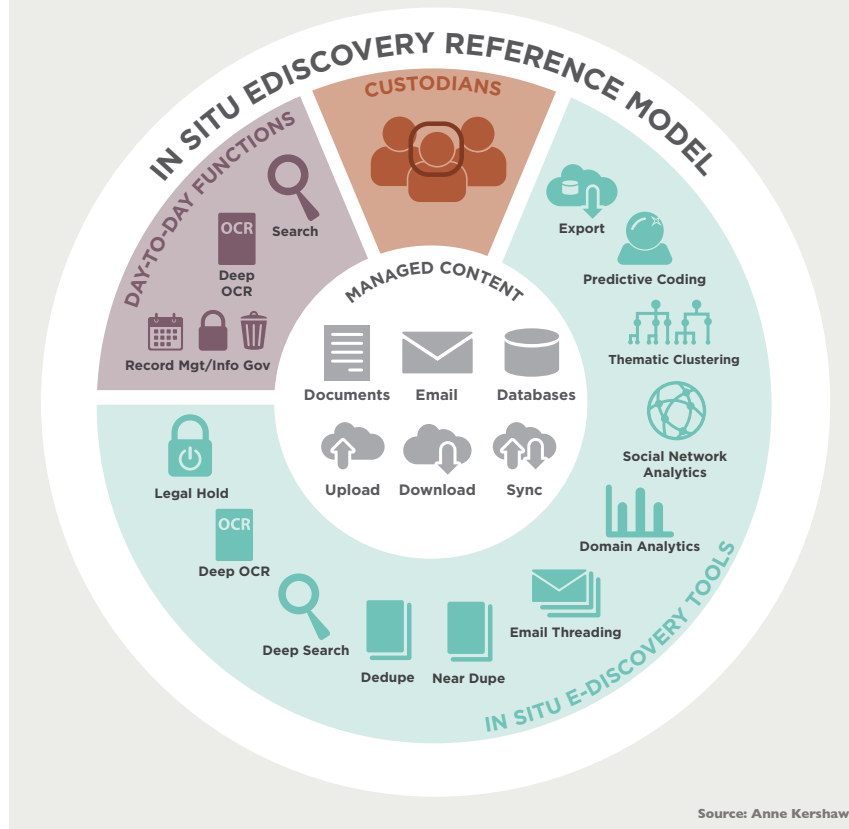 IN SITU EDISCOVERY REFERENCE MODEL
CUSTODIANS
DAY-TO-DAY FUNCTIONS
Search
OCR
Deep
OCR
Record Mgt/Info Gov
MANAGED CONTENT
Documents
Email
Databases
Upload
Download
Sync
Export
Predictive Coding
Thematic Clustering
Social Network
Analytics
Domain Analytics
Email Threading
Near Dupe
Dedupe
Deep Search
OCR
Deep OCR
Legal Hold
IN SITU E-DISCOVERY TOOLS
Source: Anne Kershaw